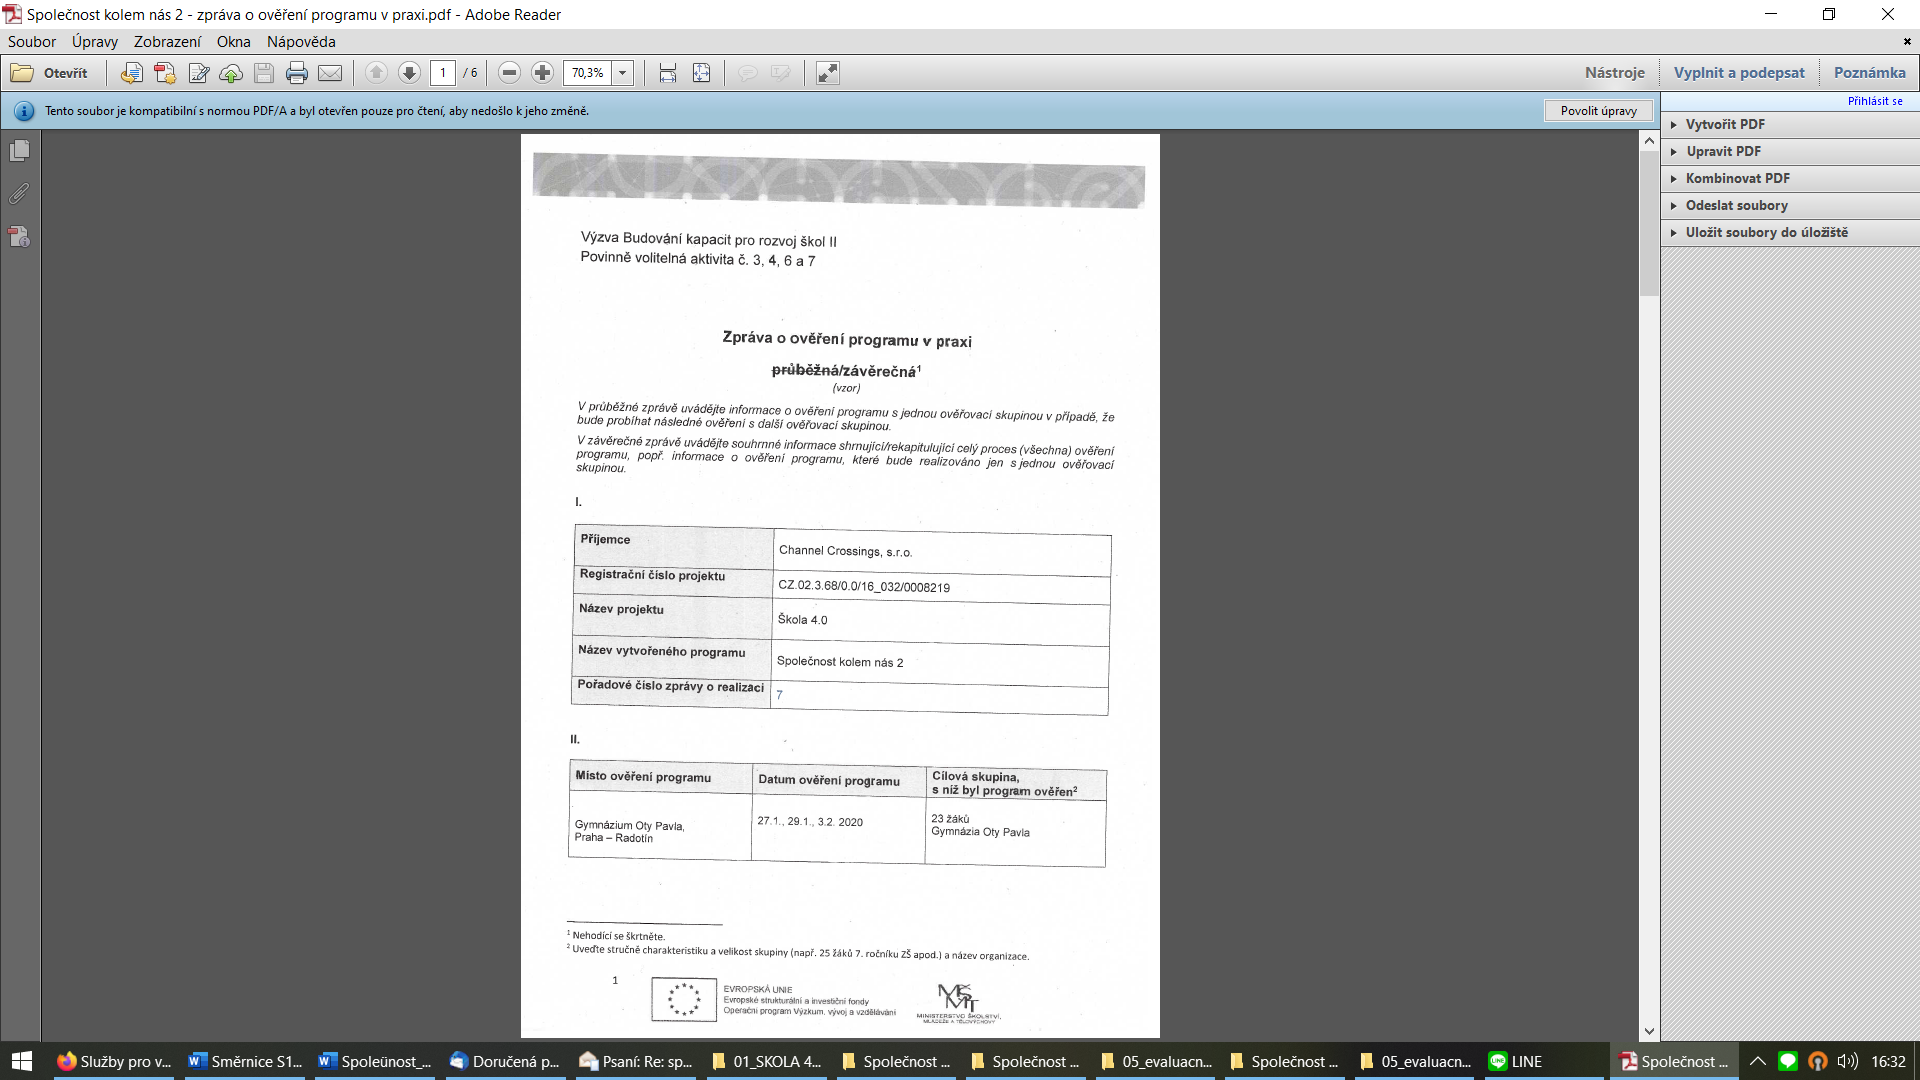 Společnost kolem nás 2 - zpráva o ověření programu v praxi.pdf - Adobe Reader
Soubor Úpravy Zobrazení Okna Nápověda
Otevřít 1 / 6 70,3% Nástroje Vyplnit a podepsat Poznámka
Tento soubor je kompatibilní s normou PDF/A a byl otevřen pouze pro čtení, aby nedošlo k jeho změně. Povolit úpravy
Přihlásit se
Vytvořit PDF
Upravit PDF
Kombinovat PDF
Odeslat soubory
Uložit soubory do úložiště
Výzva Budování kapacit pro rozvoj škol II
Povinně volitelná aktivita č. 3, 4, 6 a 7
Zpráva o ověření programu v praxi
průběžná/závěrečná1
(vzor)
V průběžné zprávě uvádějte informace o ověření programu s jednou ověřovací skupinou v případě, že
bude probíhat následné ověření s další ověřovací skupinou.
V závěrečné zprávě uvádějte souhrnné informace shrnující/rekapitulující celý proces (všechna) ověření
programu, popř. informace o ověření programu, které bude realizováno jen s jednou ověřovací
skupinou.
I.
Příjemce Channel Crossings, s.r.o.
Registrační číslo projektu CZ.02.3.68/0.0/16_032/0008219
Název projektu Škola 4.0
Název vytvořeného programu Společnost kolem nás 2
Pořadové číslo zprávy o realizaci 7
II.
Místo ověření programu Datum ověření programu Cílová skupina,
s níž byl program ověřen2
Gymnázium Oty Pavla, 27.1., 29.1., 3.2. 2020 23 žáků
Praha – Radotín Gymnázia Oty Pavla
1 Nehodící se škrtněte.
2 Uveďte stručně charakteristiku a velikost skupiny (např. 25 žáků 7. ročníku ZŠ apod.) a název organizace.
1
EVROPSKÁ UNIE
Evropské strukturální a investiční fondy
Operační program Výzkum, vývoj a vzdělávání
MŠMT
MINISTERSTVO ŠKOLSTVÍ,
MLÁDEŽE A TĚLOVÝCHOVY
Služby pro v... Směrnice S1... Spoleünost_... Doručená p... Psaní: Re: sp... 01_SKOLA 4... Společnost ... Společnost ... 05_evaluacn... Společnost ... 05_evaluacn... LINE Společnost ... 16:32